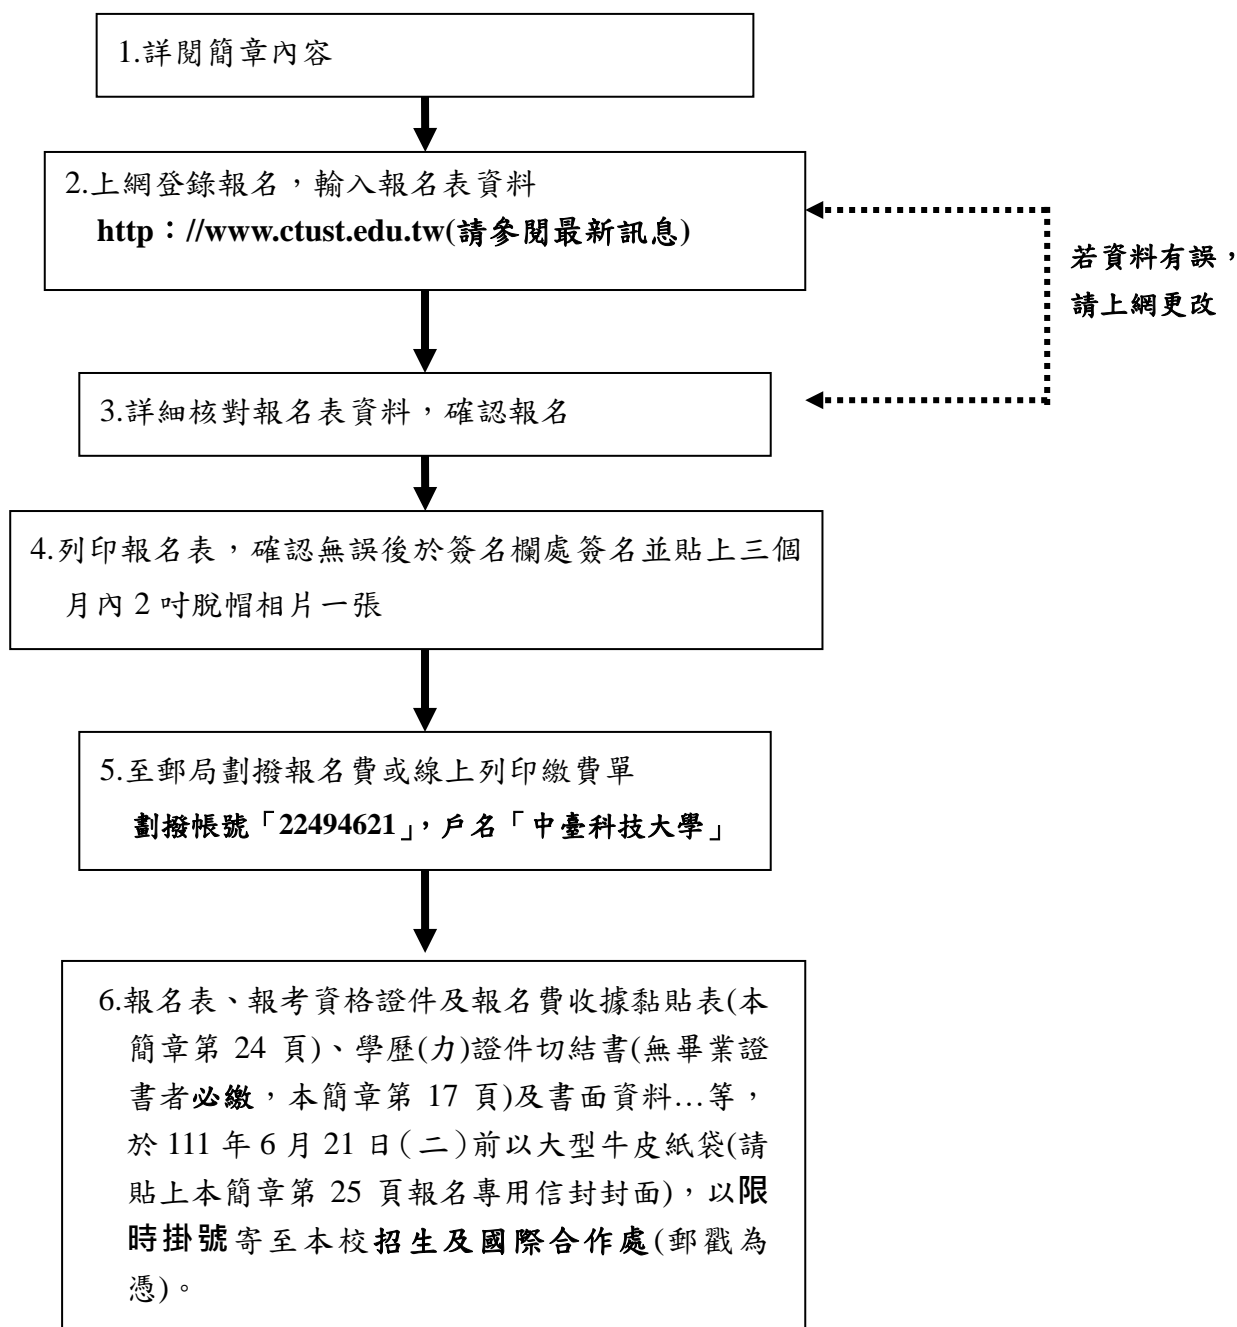 1.詳閱簡章內容
2.上網登錄報名，輸入報名表資料
http：//www.ctust.edu.tw(請參閱最新訊息)
若資料有誤，
請上網更改
3.詳細核對報名表資料，確認報名
4.列印報名表，確認無誤後於簽名欄處簽名並貼上三個
月內 2 吋脫帽相片一張
5.至郵局劃撥報名費或線上列印繳費單
劃撥帳號「22494621」，戶名「中臺科技大學」
6.報名表、報考資格證件及報名費收據黏貼表(本
簡章第 24 頁)、學歷(力)證件切結書(無畢業證
書者必繳，本簡章第 17 頁)及書面資料…等，
於 111 年 6 月 21 日（二）前以大型牛皮紙袋(請
貼上本簡章第 25 頁報名專用信封封面)，以限
時掛號寄至本校招生及國際合作處(郵戳為
憑)。